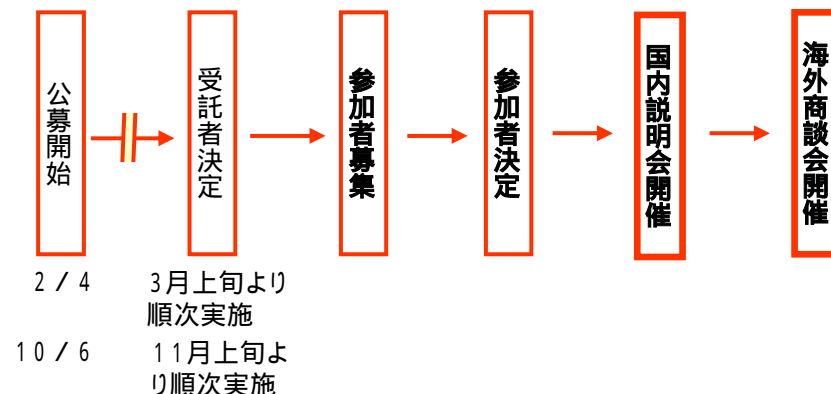 公募開始
受託者決定
参加者募集
参加者決定
国内説明会開催
海外商談会開催
2/4
3月上旬より
順次実施
10/6
11月上旬よ
り順次実施